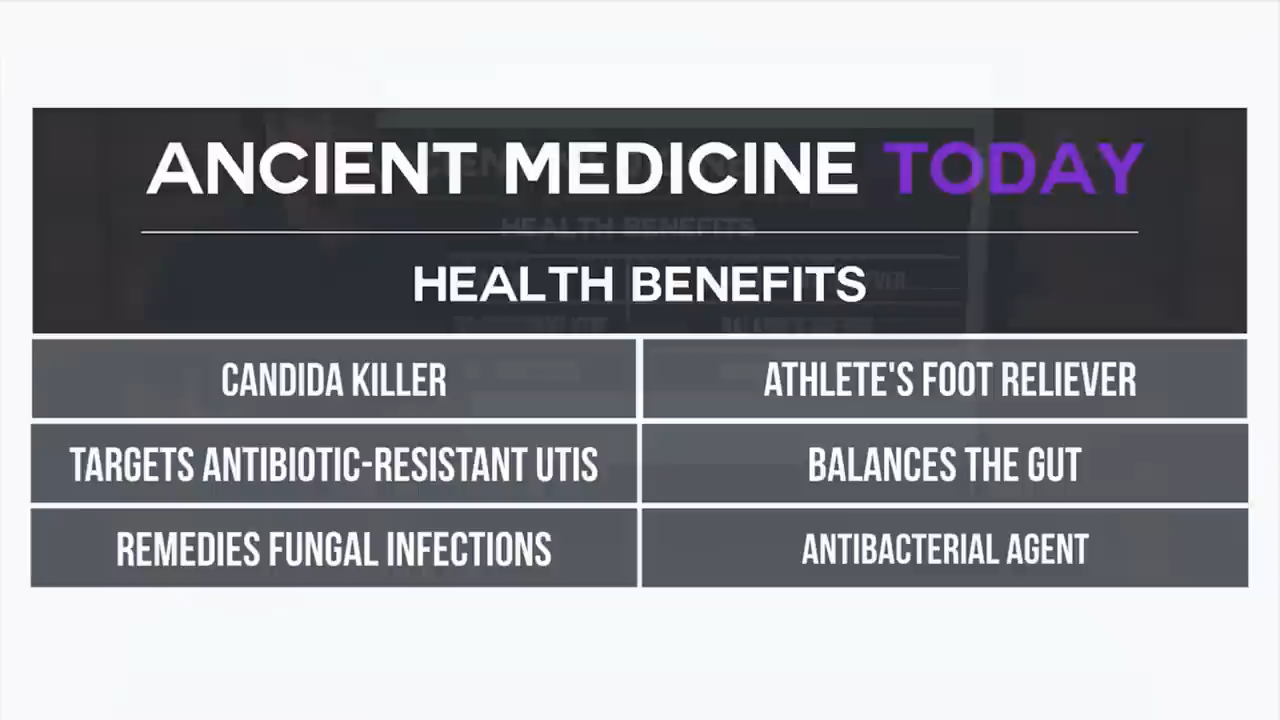 ANCIENT MEDICINE TODAY
HEALTH BENEFITS
CANDIDA KILLER
ATHLETE'S FOOT RELIEVER
TARGETS ANTIBIOTIC-RESISTANT UTIS
BALANCES THE GUT
REMEDIES FUNGAL INFECTIONS
ANTIBACTERIAL AGENT